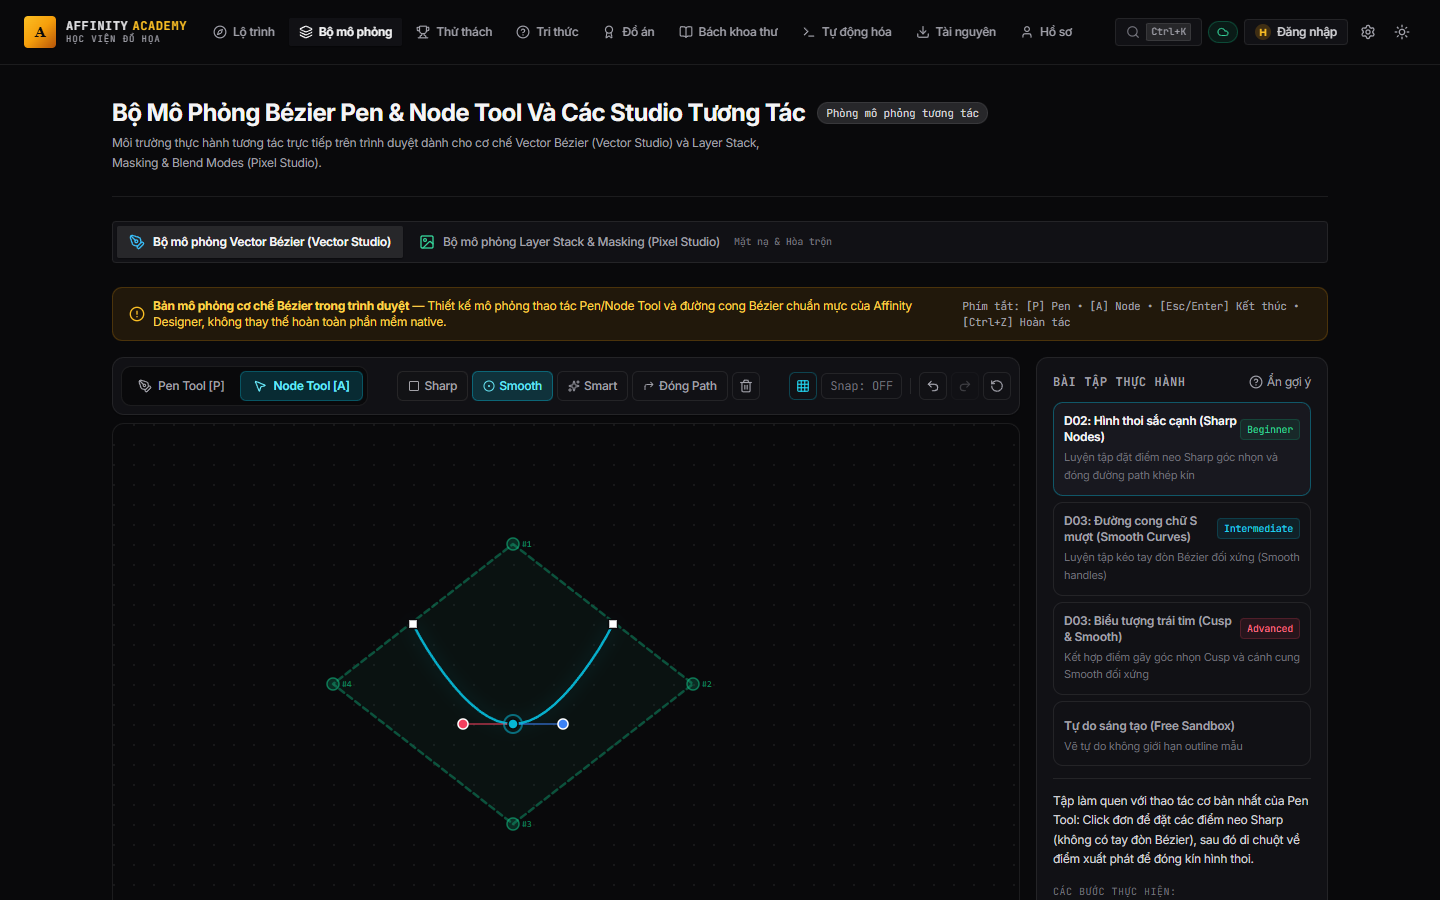 A
AFFINITY ACADEMY
HỌC VIỆN ĐỒ HỌA
Lộ trình
Bộ mô phỏng
Thử thách
Tri thức
Đồ án
Bách khoa thư
Tự động hóa
Tài nguyên
Hồ sơ
Ctrl+K
H Đăng nhập
Bộ Mô Phỏng Bézier Pen & Node Tool Và Các Studio Tương Tác
Phòng mô phỏng tương tác
Môi trường thực hành tương tác trực tiếp trên trình duyệt dành cho cơ chế Vector Bézier (Vector Studio) và Layer Stack,
Masking & Blend Modes (Pixel Studio).
Bộ mô phỏng Vector Bézier (Vector Studio)
Bộ mô phỏng Layer Stack & Masking (Pixel Studio)
Mặt nạ & Hòa trộn
Bản mô phỏng cơ chế Bézier trong trình duyệt — Thiết kế mô phỏng thao tác Pen/Node Tool và đường cong Bézier chuẩn mực của Affinity
Designer, không thay thế hoàn toàn phần mềm native.
Phím tắt: [P] Pen • [A] Node • [Esc/Enter] Kết thúc •
[Ctrl+Z] Hoàn tác
Pen Tool [P]
Node Tool [A]
Sharp
Smooth
Smart
Đóng Path
Snap: OFF
#1
#2
#3
#4
BÀI TẬP THỰC HÀNH
Ẩn gợi ý
D02: Hình thoi sắc cạnh (Sharp
Nodes)
Beginner
Luyện tập đặt điểm neo Sharp góc nhọn và
đóng đường path khép kín
D03: Đường cong chữ S
mượt (Smooth Curves)
Intermediate
Luyện tập kéo tay đòn Bézier đối xứng (Smooth
handles)
D03: Biểu tượng trái tim (Cusp
& Smooth)
Advanced
Kết hợp điểm gãy góc nhọn Cusp và cánh cung
Smooth đối xứng
Tự do sáng tạo (Free Sandbox)
Vẽ tự do không giới hạn outline mẫu
Tập làm quen với thao tác cơ bản nhất của Pen
Tool: Click đơn để đặt các điểm neo Sharp
(không có tay đòn Bézier), sau đó di chuột về
điểm xuất phát để đóng kín hình thoi.
CÁC BƯỚC THỰC HIỆN: